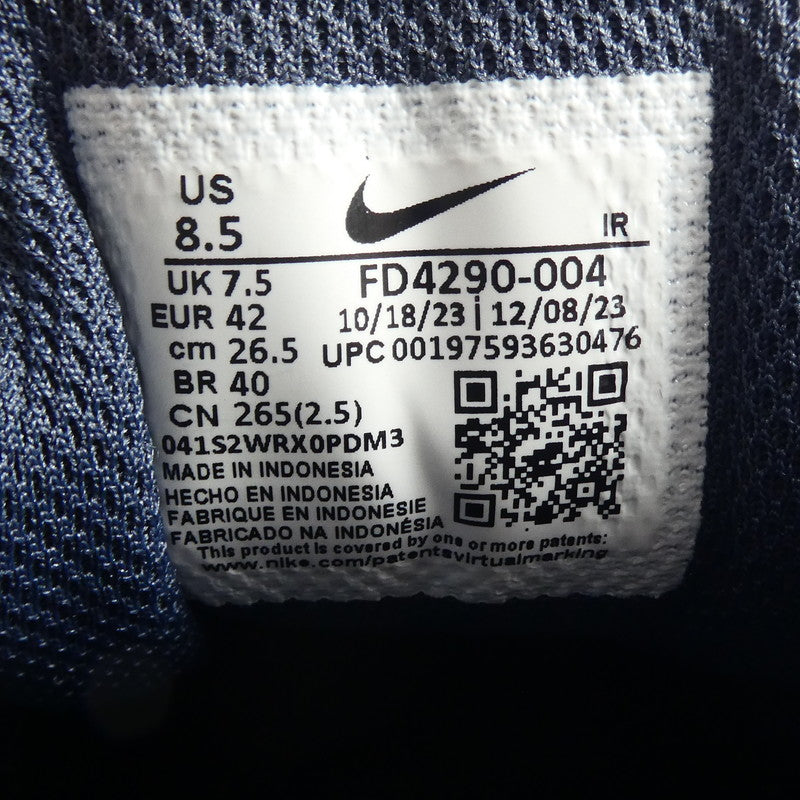 US
8.5
IR
UK 7.5
FD4290-004
EUR 42
10/18/23 | 12/08/23
cm 26.5
UPC 00197593630476
BR 40
CN 265(2.5)
041S2WRX0PDM3
MADE IN INDONESIA
HECHO EN INDONESIA
FABRIQUE EN INDONESIE
FABRICADO NA INDONÉSIA
This product is covered by one or more patents:
www.nike.com/patentsvirtualmarking